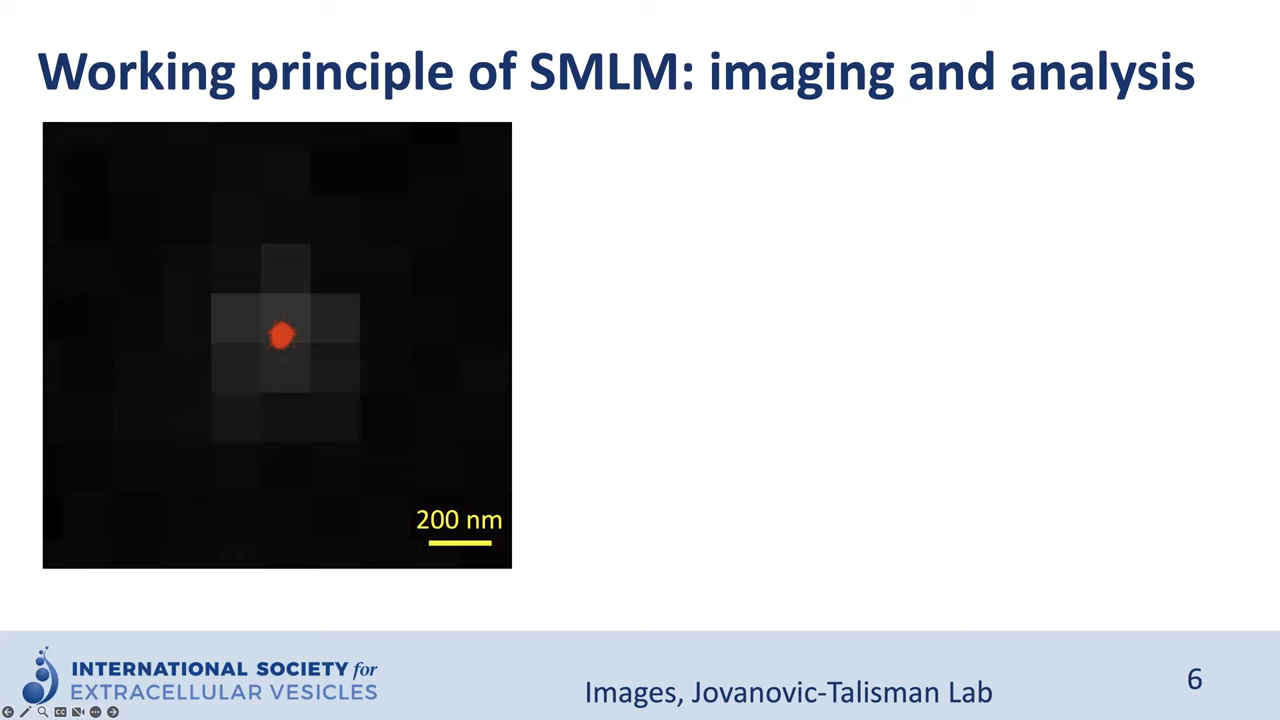 Working principle of SMLM: imaging and analysis
200 nm
INTERNATIONAL SOCIETY for
EXTRACELLULAR VESICLES
Images, Jovanovic-Talisman Lab
6